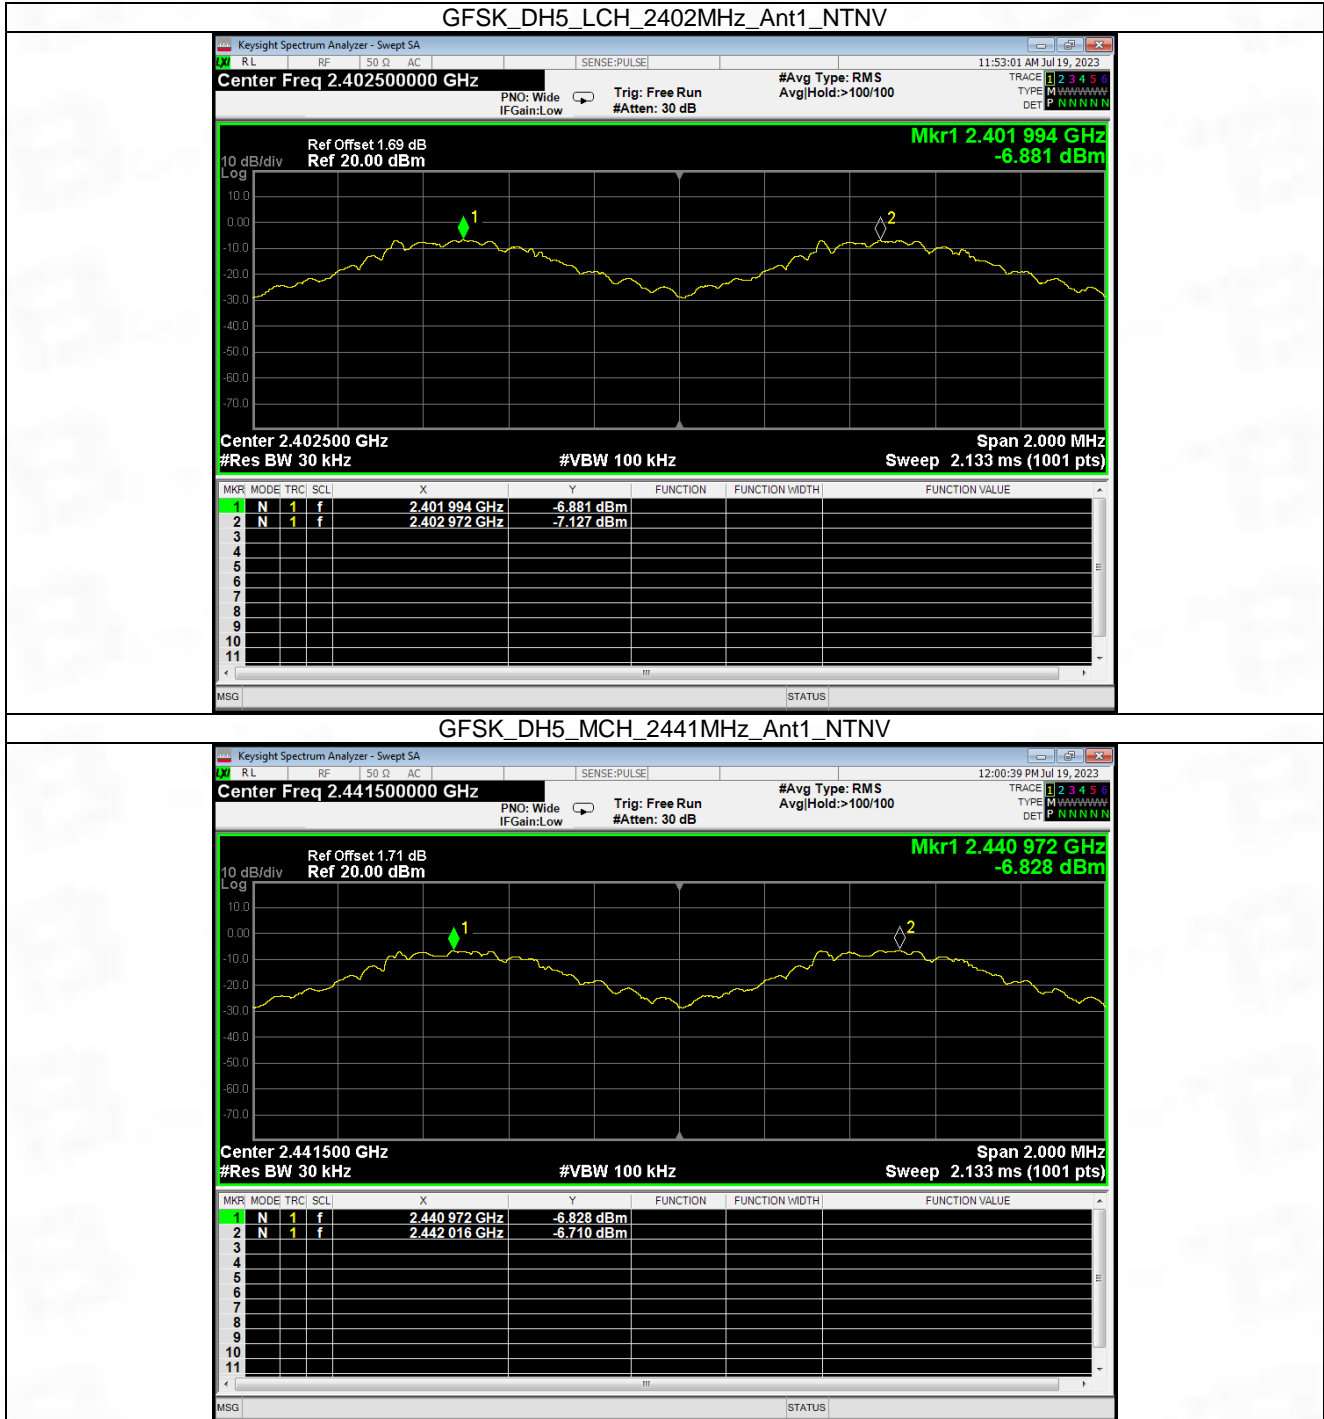 GFSK_DH5_LCH_2402MHz_Ant1_NTNV
Keysight Spectrum Analyzer - Swept SA
LXI RL RF 50 Ω AC SENSE:PULSE 11:53:01 AM Jul 19, 2023
Center Freq 2.402500000 GHz #Avg Type: RMS TRACE 1 2 3 4 5 6
PNO: Wide Trig: Free Run Avg|Hold:>100/100 TYPE M WWWWW
IFGain:Low #Atten: 30 dB DET P N N N N N
Mkr1 2.401 994 GHz
Ref Offset 1.69 dB
10 dB/div Ref 20.00 dBm -6.881 dBm
Log
10.0
1 2
0.00
-10.0
-20.0
-30.0
-40.0
-50.0
-60.0
-70.0
Center 2.402500 GHz Span 2.000 MHz
#Res BW 30 kHz #VBW 100 kHz Sweep 2.133 ms (1001 pts)
MKR MODE TRC SCL X Y FUNCTION FUNCTION WIDTH FUNCTION VALUE
1 N 1 f 2.401 994 GHz -6.881 dBm
2 N 1 f 2.402 972 GHz -7.127 dBm
3
4
5
6
7
8
9
10
11
MSG STATUS
GFSK_DH5_MCH_2441MHz_Ant1_NTNV
Keysight Spectrum Analyzer - Swept SA
LXI RL RF 50 Ω AC SENSE:PULSE 12:00:39 PM Jul 19, 2023
Center Freq 2.441500000 GHz #Avg Type: RMS TRACE 1 2 3 4 5 6
PNO: Wide Trig: Free Run Avg|Hold:>100/100 TYPE M WWWWW
IFGain:Low #Atten: 30 dB DET P N N N N N
Mkr1 2.440 972 GHz
Ref Offset 1.71 dB
10 dB/div Ref 20.00 dBm -6.828 dBm
Log
10.0
1 2
0.00
-10.0
-20.0
-30.0
-40.0
-50.0
-60.0
-70.0
Center 2.441500 GHz Span 2.000 MHz
#Res BW 30 kHz #VBW 100 kHz Sweep 2.133 ms (1001 pts)
MKR MODE TRC SCL X Y FUNCTION FUNCTION WIDTH FUNCTION VALUE
1 N 1 f 2.440 972 GHz -6.828 dBm
2 N 1 f 2.442 016 GHz -6.710 dBm
3
4
5
6
7
8
9
10
11
MSG STATUS